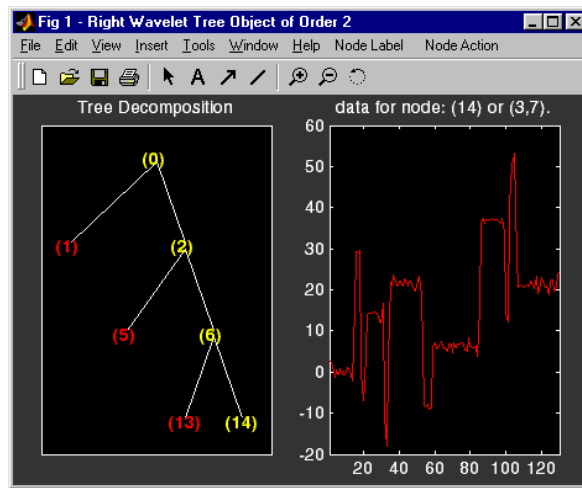 Fig 1 - Right Wavelet Tree Object of Order 2
File Edit View Insert Tools Window Help Node Label Node Action
A
Tree Decomposition
(0)
(1)
(2)
(5)
(6)
(13)
(14)
data for node: (14) or (3,7).
60
50
40
30
20
10
0
-10
-20
20 40 60 80 100 120